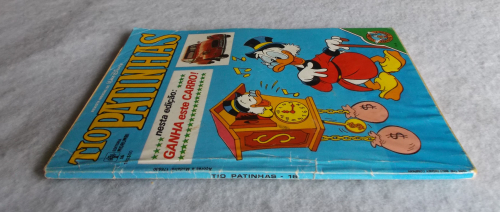 TIO PATINHAS
nesta edição:
GANHA este CARRO!
$
$
$
TIO PATINHAS - 16